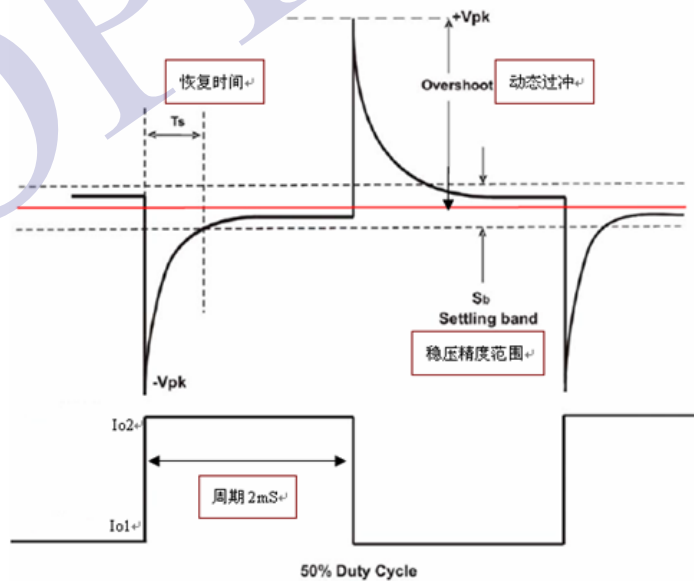 +Vpk
恢复时间↵
Ts
Overshoot
动态过冲↵
Sb
Settling band
稳压精度范围↵
-Vpk
Io2↵
周期 2mS↵
Io1↵
50% Duty Cycle